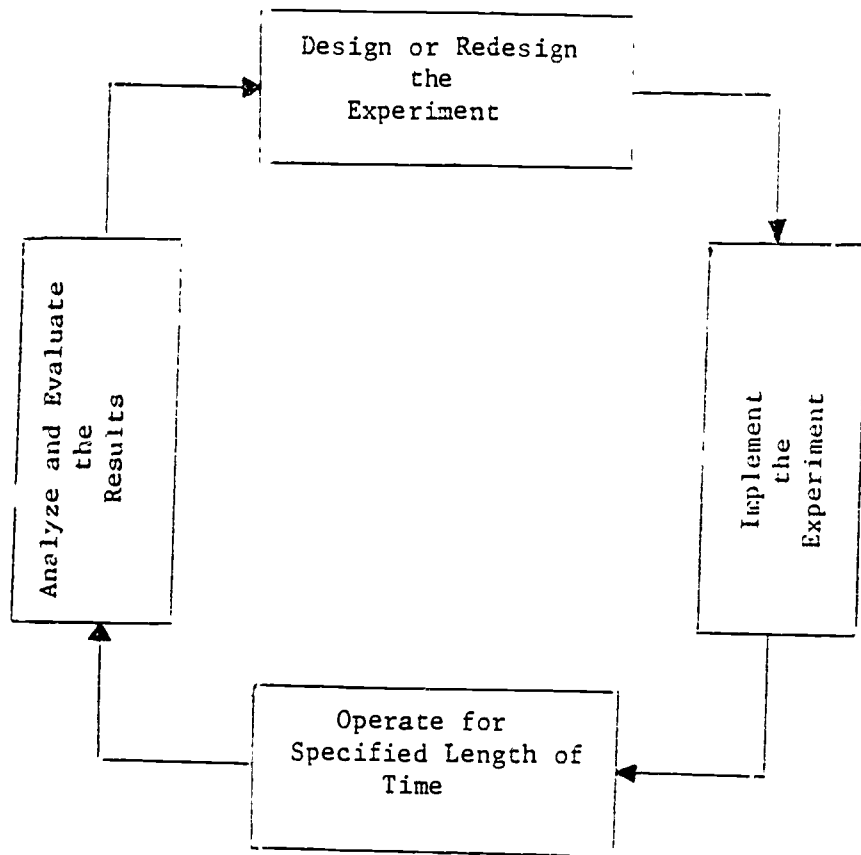 Design or Redesign
the
Experiment
Implement
the
Experiment
Operate for
Specified Length of
Time
Analyze and Evaluate
the
Results